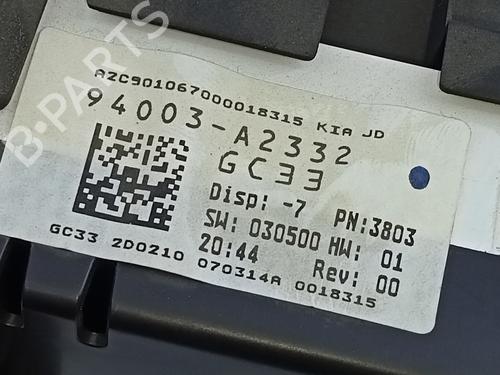 A2C901067000018315 KIA JD
94003-A2332
GC33
Disp: -7 PN:3803
SW: 030500 HW: 01
20:44 Rev: 00
GC33 2D0210 070314A 0018315
B-PARTS